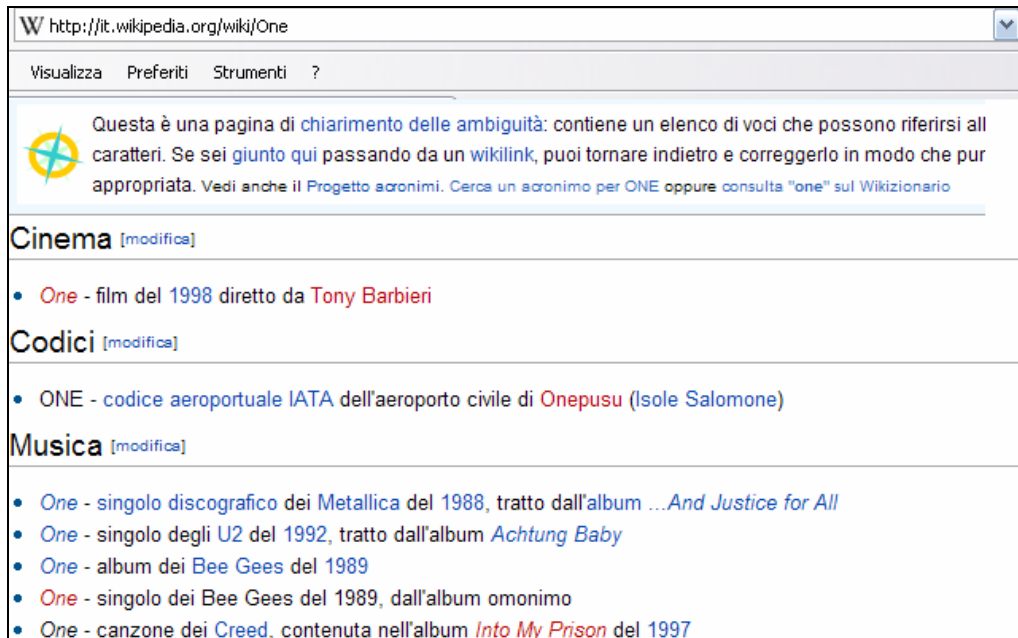 W http://it.wikipedia.org/wiki/One
Visualizza Preferiti Strumenti ?
Questa è una pagina di chiarimento delle ambiguità: contiene un elenco di voci che possono riferirsi all
caratteri. Se sei giunto qui passando da un wikilink, puoi tornare indietro e correggerlo in modo che pun
appropriata. Vedi anche il Progetto acronimi. Cerca un acronimo per ONE oppure consulta "one" sul Wikizionario
Cinema [modifica]
• One - film del 1998 diretto da Tony Barbieri
Codici [modifica]
• ONE - codice aeroportuale IATA dell'aeroporto civile di Onepusu (Isole Salomone)
Musica [modifica]
• One - singolo discografico dei Metallica del 1988, tratto dall'album ...And Justice for All
• One - singolo degli U2 del 1992, tratto dall'album Achtung Baby
• One - album dei Bee Gees del 1989
• One - singolo dei Bee Gees del 1989, dall'album omonimo
• One - canzone dei Creed, contenuta nell'album Into My Prison del 1997